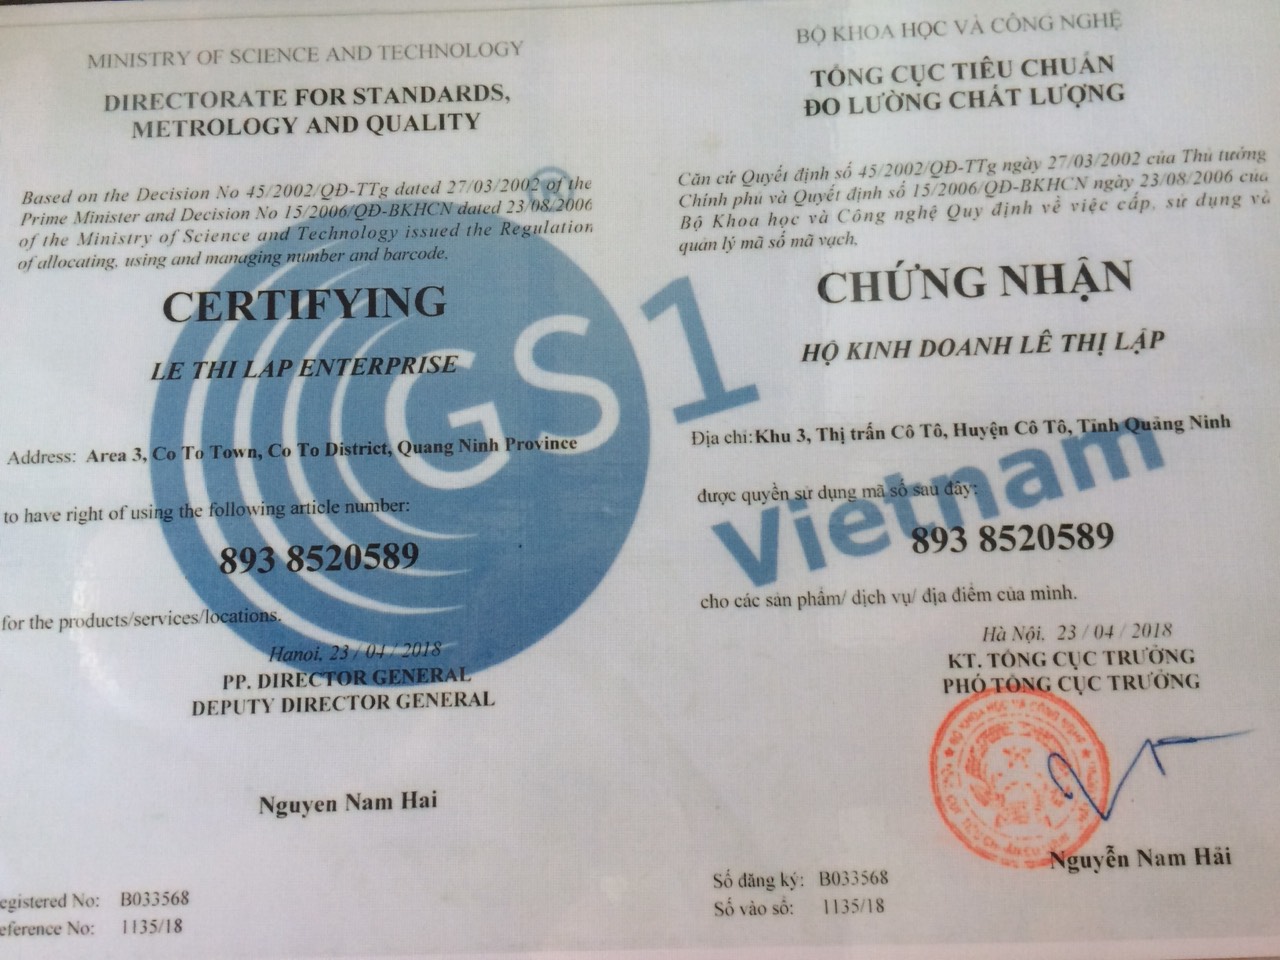 MINISTRY OF SCIENCE AND TECHNOLOGY
DIRECTORATE FOR STANDARDS,
METROLOGY AND QUALITY
Based on the Decision No 45/2002/QĐ-TTg dated 27/03/2002 of the
Prime Minister and Decision No 15/2006/QĐ-BKHCN dated 23/08/2006
of the Ministry of Science and Technology issued the Regulation
of allocating, using and managing number and barcode.
CERTIFYING
LE THI LAP ENTERPRISE
Address: Area 3, Co To Town, Co To District, Quang Ninh Province
to have right of using the following article number:
893 8520589
for the products/services/locations.
Hanoi, 23 / 04 / 2018
PP. DIRECTOR GENERAL
DEPUTY DIRECTOR GENERAL
Nguyen Nam Hai
egistered No: B033568
eference No: 1135/18
BỘ KHOA HỌC VÀ CÔNG NGHỆ
TỔNG CỤC TIÊU CHUẨN
ĐO LƯỜNG CHẤT LƯỢNG
Căn cứ Quyết định số 45/2002/QĐ-TTg ngày 27/03/2002 của Thủ tướng
Chính phủ và Quyết định số 15/2006/QĐ-BKHCN ngày 23/08/2006 của
Bộ Khoa học và Công nghệ Quy định về việc cấp, sử dụng và
quản lý mã số mã vạch.
CHỨNG NHẬN
HỘ KINH DOANH LÊ THỊ LẬP
Địa chỉ: Khu 3, Thị trấn Cô Tô, Huyện Cô Tô, Tỉnh Quảng Ninh
được quyền sử dụng mã số sau đây:
893 8520589
cho các sản phẩm/ dịch vụ/ địa điểm của mình.
Hà Nội, 23 / 04 / 2018
KT. TỔNG CỤC TRƯỞNG
PHÓ TỔNG CỤC TRƯỞNG
BỘ KHOA HỌC VÀ CÔNG NGHỆ
Nguyễn Nam Hải
Số đăng ký: B033568
Số vào sổ: 1135/18
GS1
Vietnam
®